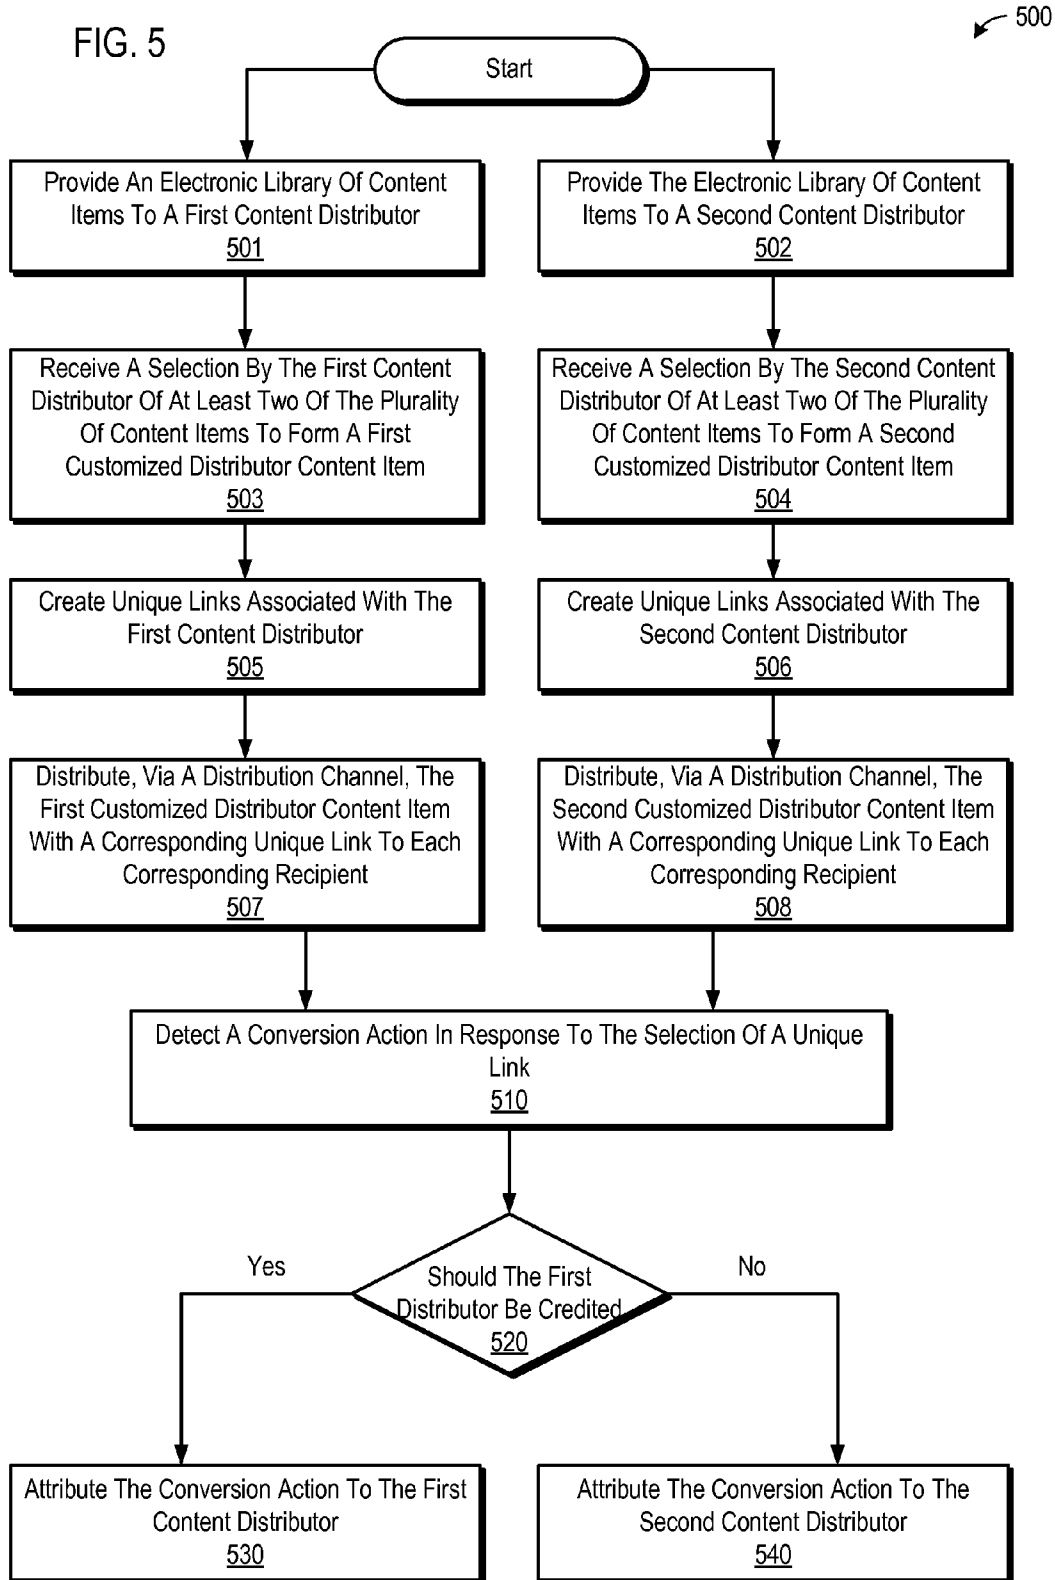 FIG. 5
500
Start
Provide An Electronic Library Of Content
Items To A First Content Distributor
501
Provide The Electronic Library Of Content
Items To A Second Content Distributor
502
Receive A Selection By The First Content
Distributor Of At Least Two Of The Plurality
Of Content Items To Form A First
Customized Distributor Content Item
503
Receive A Selection By The Second Content
Distributor Of At Least Two Of The Plurality
Of Content Items To Form A Second
Customized Distributor Content Item
504
Create Unique Links Associated With The
First Content Distributor
505
Create Unique Links Associated With The
Second Content Distributor
506
Distribute, Via A Distribution Channel, The
First Customized Distributor Content Item
With A Corresponding Unique Link To Each
Corresponding Recipient
507
Distribute, Via A Distribution Channel, The
Second Customized Distributor Content Item
With A Corresponding Unique Link To Each
Corresponding Recipient
508
Detect A Conversion Action In Response To The Selection Of A Unique
Link
510
Yes
No
Should The First
Distributor Be Credited
520
Attribute The Conversion Action To The First
Content Distributor
530
Attribute The Conversion Action To The
Second Content Distributor
540